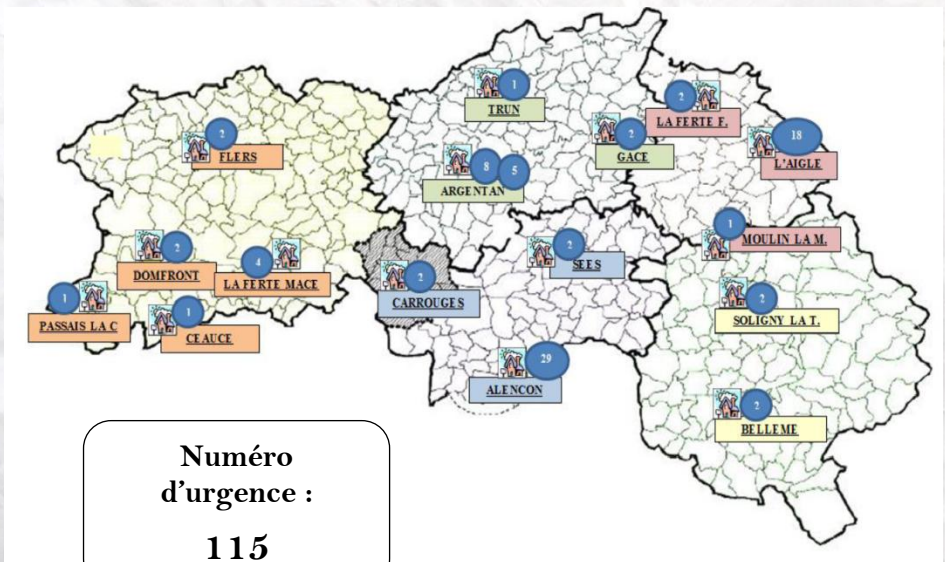 1
TRUN
2
LA FERTE F.
2
FLERS
2
GACE
18
L'AIGLE
8
5
ARGENTAN
1
MOULIN LA M.
2
DOMFRONT
4
LA FERTE MACE
2
SEES
2
CARROUGES
2
SOLIGNY LA T.
1
PASSAIS LA C
1
CEAUCE
29
ALENCON
2
BELLEME
Numéro
d'urgence :
115